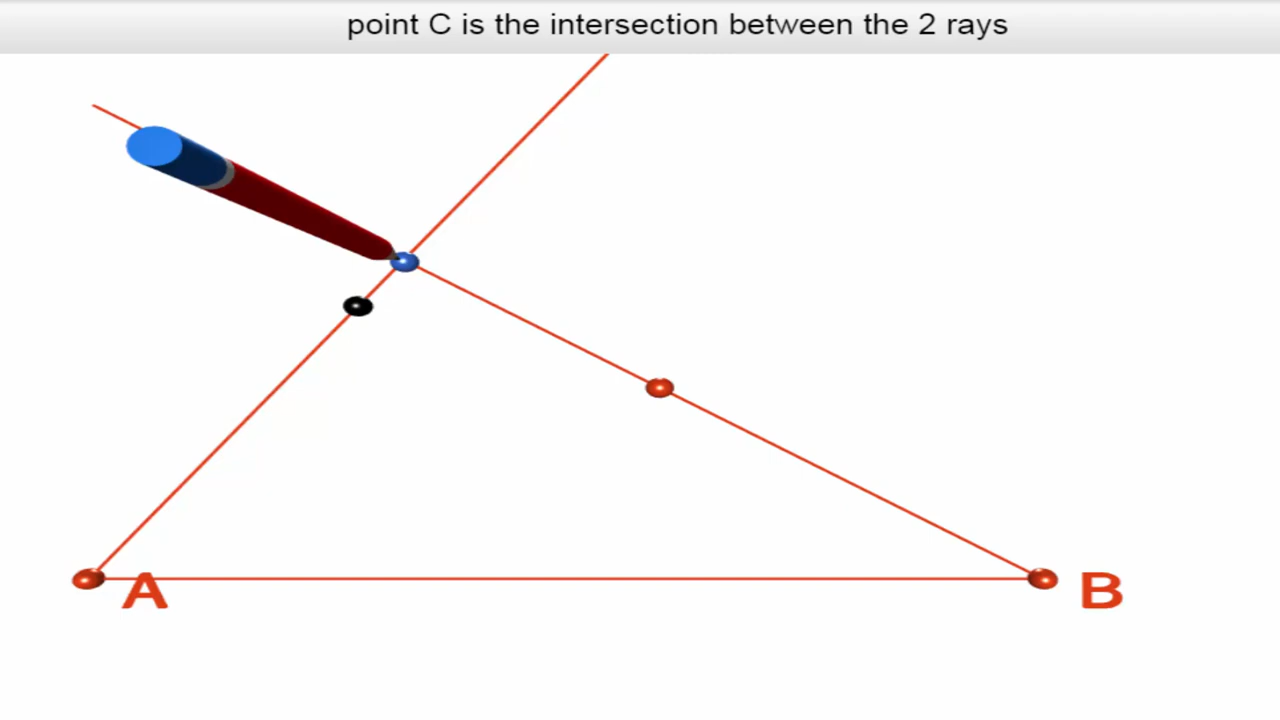 point C is the intersection between the 2 rays
A
B